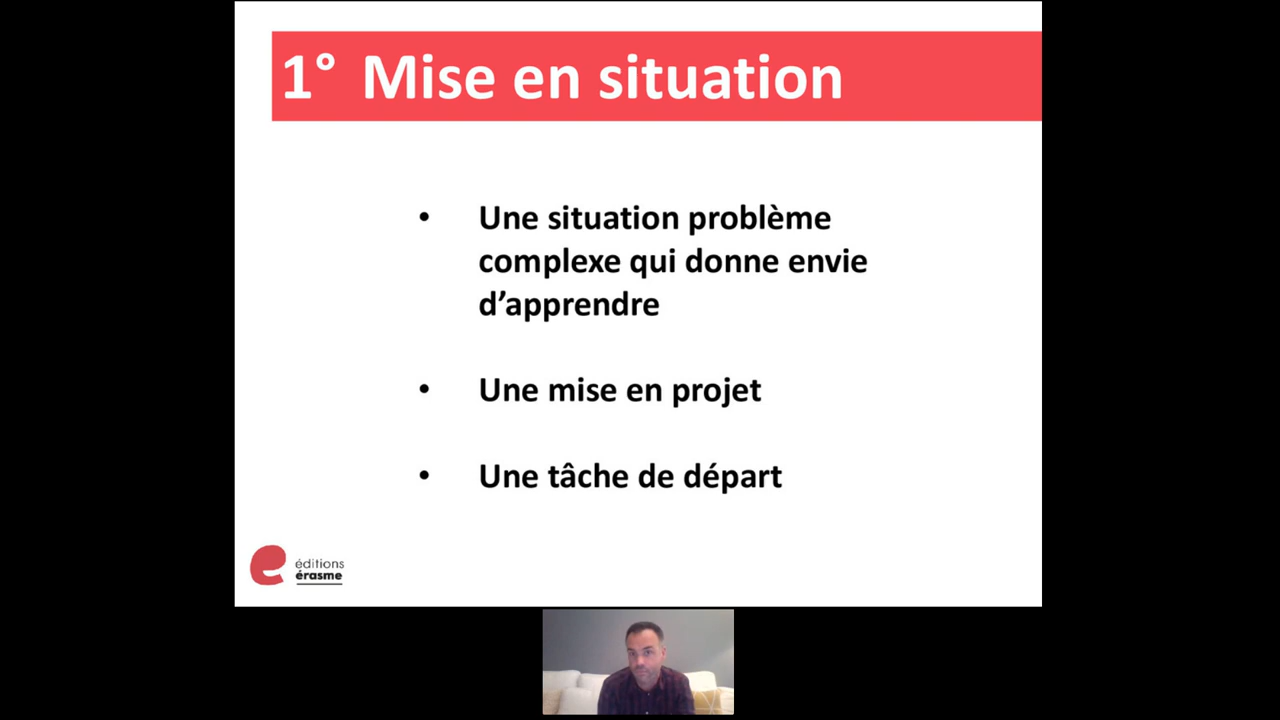 1° Mise en situation
• Une situation problème
complexe qui donne envie
d’apprendre
• Une mise en projet
• Une tâche de départ
éditions
érasme